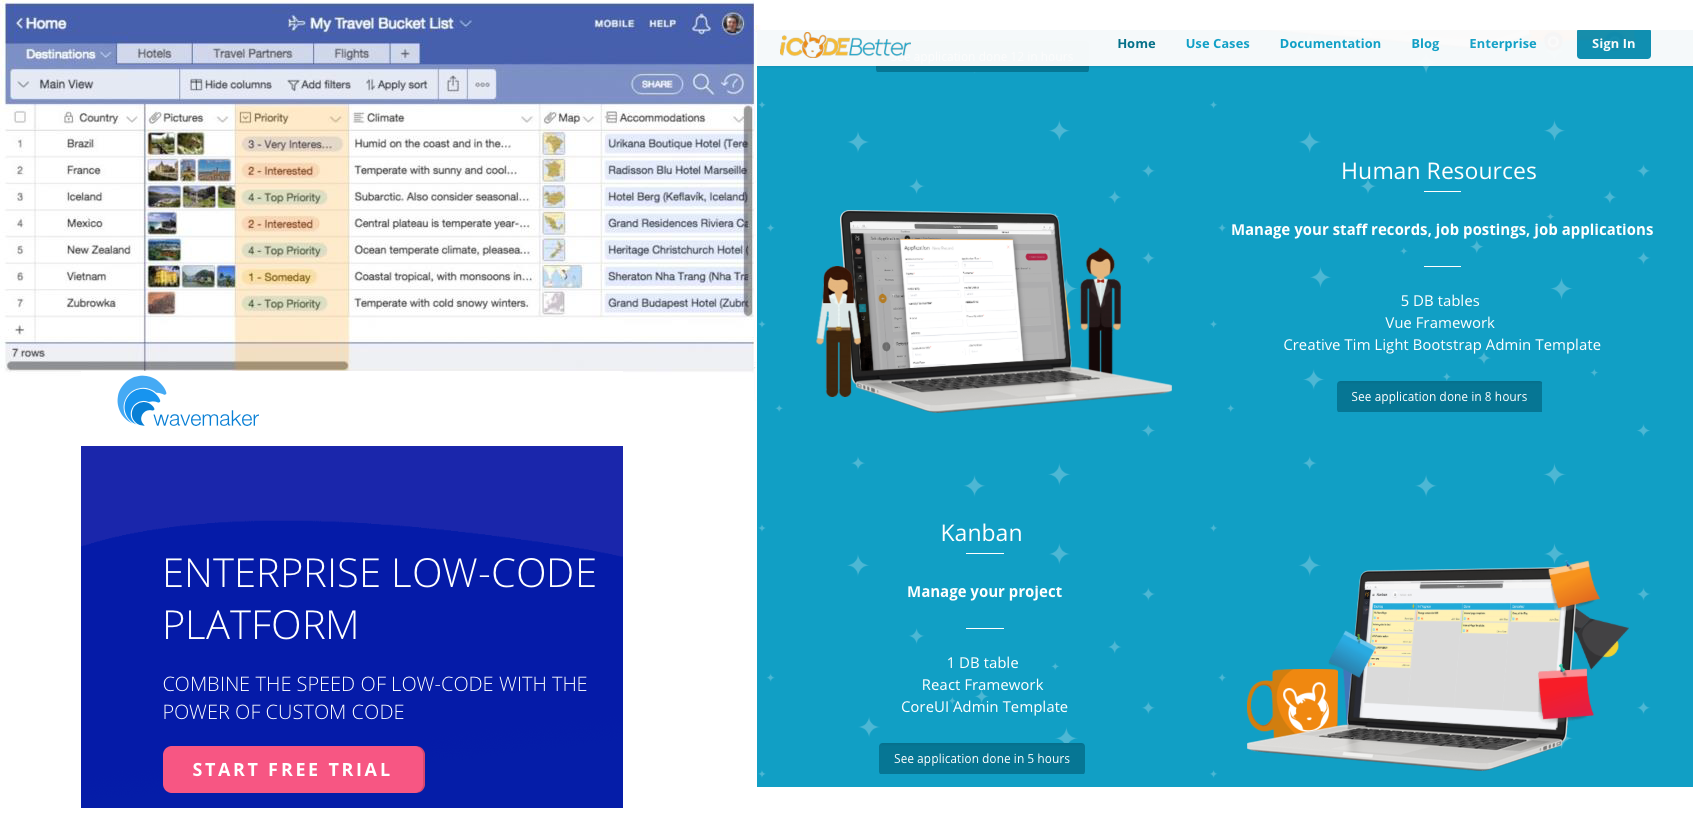 Home
My Travel Bucket List
MOBILE HELP
Destinations Hotels Travel Partners Flights +
Main View Hide columns Add filters Apply sort SHARE
Country Pictures Priority Climate Map Accommodations
1 Brazil 3 - Very Interes... Humid on the coast and in the... Urikana Boutique Hotel (Tere
2 France 2 - Interested Temperate with sunny and cool... Radisson Blu Hotel Marseille
3 Iceland 4 - Top Priority Subarctic. Also consider seasonal... Hotel Berg (Keflavík, Iceland)
4 Mexico 2 - Interested Central plateau is temperate year-... Grand Residences Riviera Ca
5 New Zealand 4 - Top Priority Ocean temperate climate, pleasea... Heritage Christchurch Hotel (
6 Vietnam 1 - Someday Coastal tropical, with monsoons in... Sheraton Nha Trang (Nha Tra
7 Zubrowka 4 - Top Priority Temperate with cold snowy winters. Grand Budapest Hotel (Zubro
+
7 rows
wavemaker
ENTERPRISE LOW-CODE
PLATFORM
COMBINE THE SPEED OF LOW-CODE WITH THE
POWER OF CUSTOM CODE
START FREE TRIAL
iCODEBetter
Home Use Cases Documentation Blog Enterprise Sign In
Human Resources
Manage your staff records, job postings, job applications
5 DB tables
Vue Framework
Creative Tim Light Bootstrap Admin Template
See application done in 8 hours
Application
Kanban
Manage your project
1 DB table
React Framework
CoreUI Admin Template
See application done in 5 hours